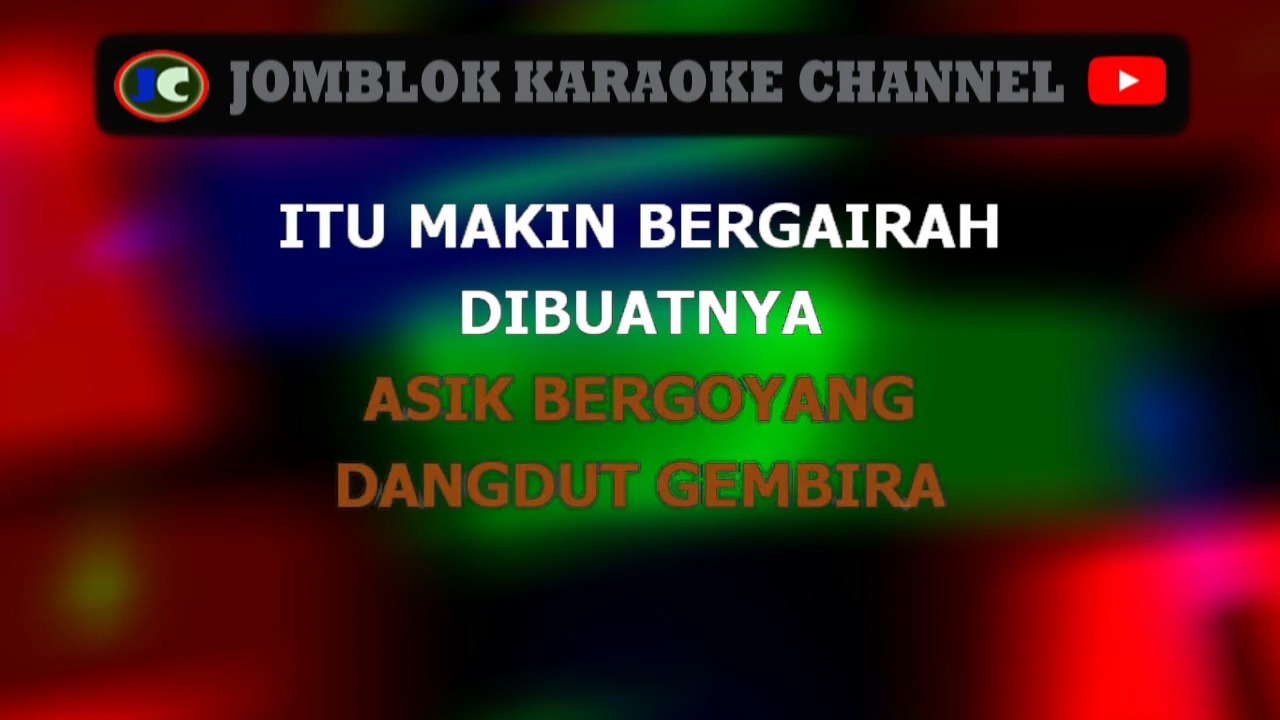 JC JOMBLOK KARAOKE CHANNEL
ITU MAKIN BERGAIRAH
DIBUATNYA
ASIK BERGOYANG
DANGDUT GEMBIRA